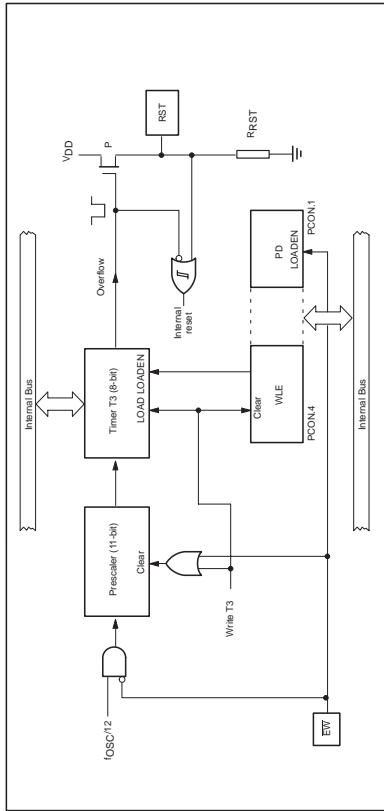 Internal Bus
VDD
P
Overflow
RST
fOSC/12
Prescaler (11-bit)
Clear
Timer T3 (8-bit)
LOAD LOADEN
Internal
reset
RRST
Write T3
Clear
WLE
PCON.4
PD
LOADEN
PCON.1
EW
Internal Bus